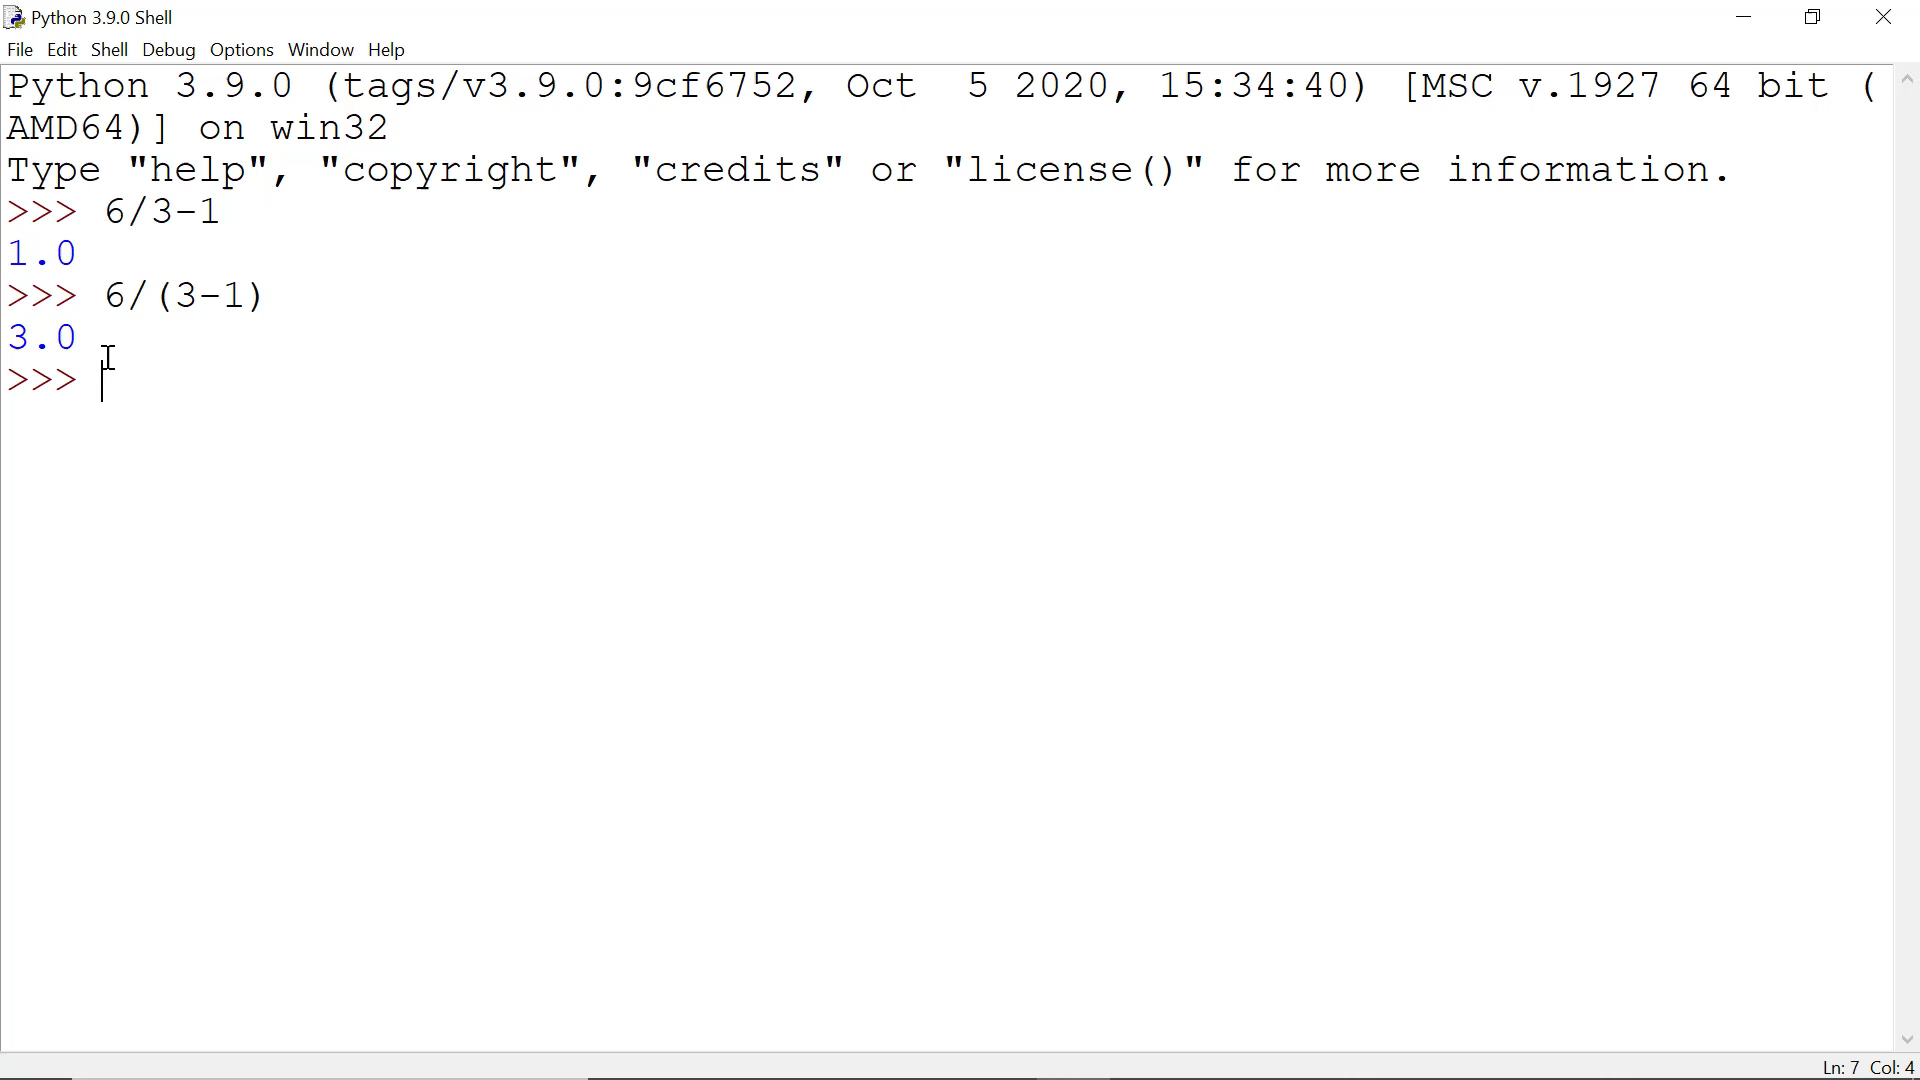 Python 3.9.0 Shell
File Edit Shell Debug Options Window Help
Python 3.9.0 (tags/v3.9.0:9cf6752, Oct  5 2020, 15:34:40) [MSC v.1927 64 bit (
AMD64)] on win32
Type "help", "copyright", "credits" or "license()" for more information.
>>> 6/3-1
1.0
>>> 6/(3-1)
3.0
>>>
Ln: 7 Col: 4